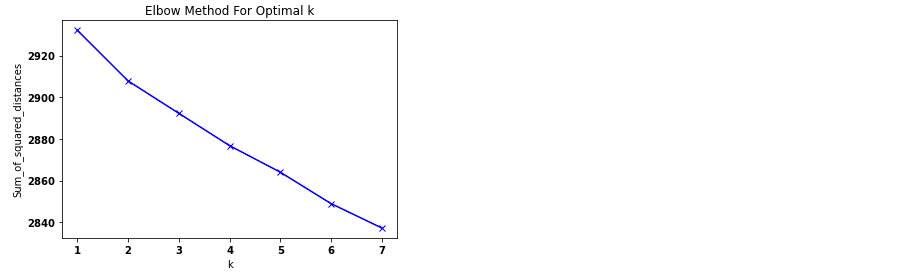 Elbow Method For Optimal k
Sum_of_squared_distances
2920
2900
2880
2860
2840
1 2 3 4 5 6 7
k